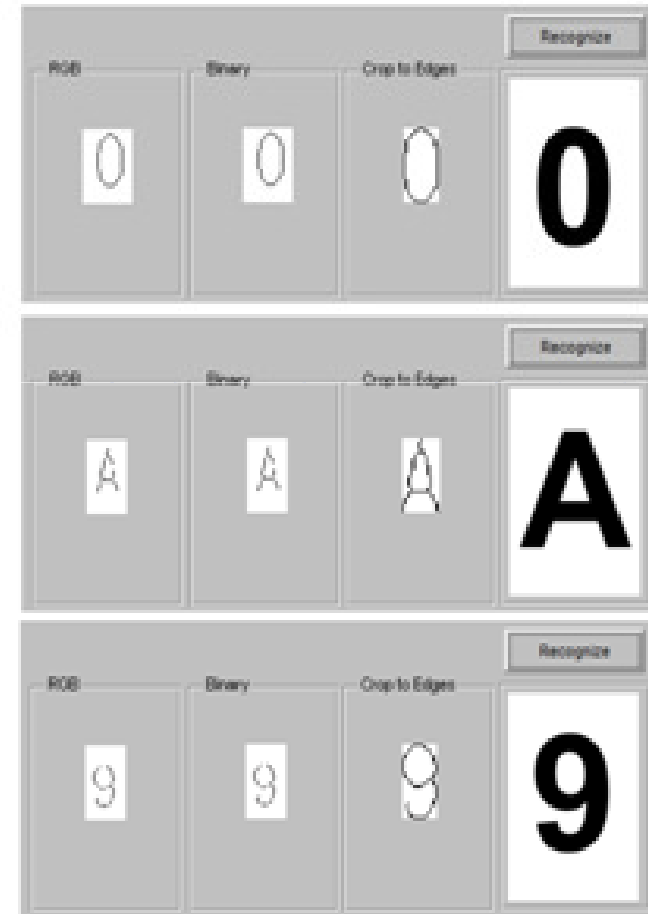 Recognize
RGB Binary Crop to Edges
0 0 0 0
Recognize
RGB Binary Crop to Edges
A A A A
Recognize
RGB Binary Crop to Edges
9 9 9 9